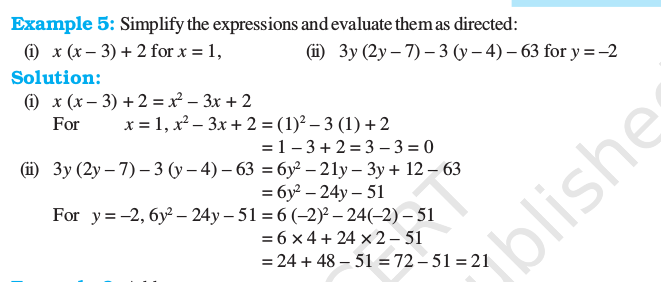 Example 5: Simplify the expressions and evaluate them as directed:
(i) x (x – 3) + 2 for x = 1, (ii) 3y (2y – 7) – 3 (y – 4) – 63 for y = –2
Solution:
(i) x (x – 3) + 2 = x² – 3x + 2
For x = 1, x² – 3x + 2 = (1)² – 3 (1) + 2
= 1 – 3 + 2 = 3 – 3 = 0
(ii) 3y (2y – 7) – 3 (y – 4) – 63 = 6y² – 21y – 3y + 12 – 63
= 6y² – 24y – 51
For y = –2, 6y² – 24y – 51 = 6 (–2)² – 24(–2) – 51
= 6 × 4 + 24 × 2 – 51
= 24 + 48 – 51 = 72 – 51 = 21